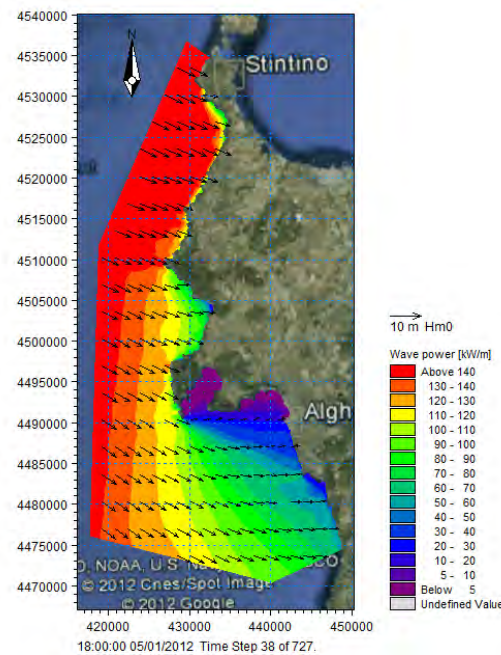 4540000
4535000
4530000
4525000
4520000
4515000
4510000
4505000
4500000
4495000
4490000
4485000
4480000
4475000
4470000
N
Stintino
Algh
NOAA, U.S.
© 2012 Cnes/Spot Image
© 2012 Google
420000 430000 440000 450000
18:00:00 05/01/2012 Time Step 38 of 727.
10 m Hm0
Wave power [kW/m]
Above 140
130 - 140
120 - 130
110 - 120
100 - 110
90 - 100
80 - 90
70 - 80
60 - 70
50 - 60
40 - 50
30 - 40
20 - 30
10 - 20
5 - 10
Below 5
Undefined Value